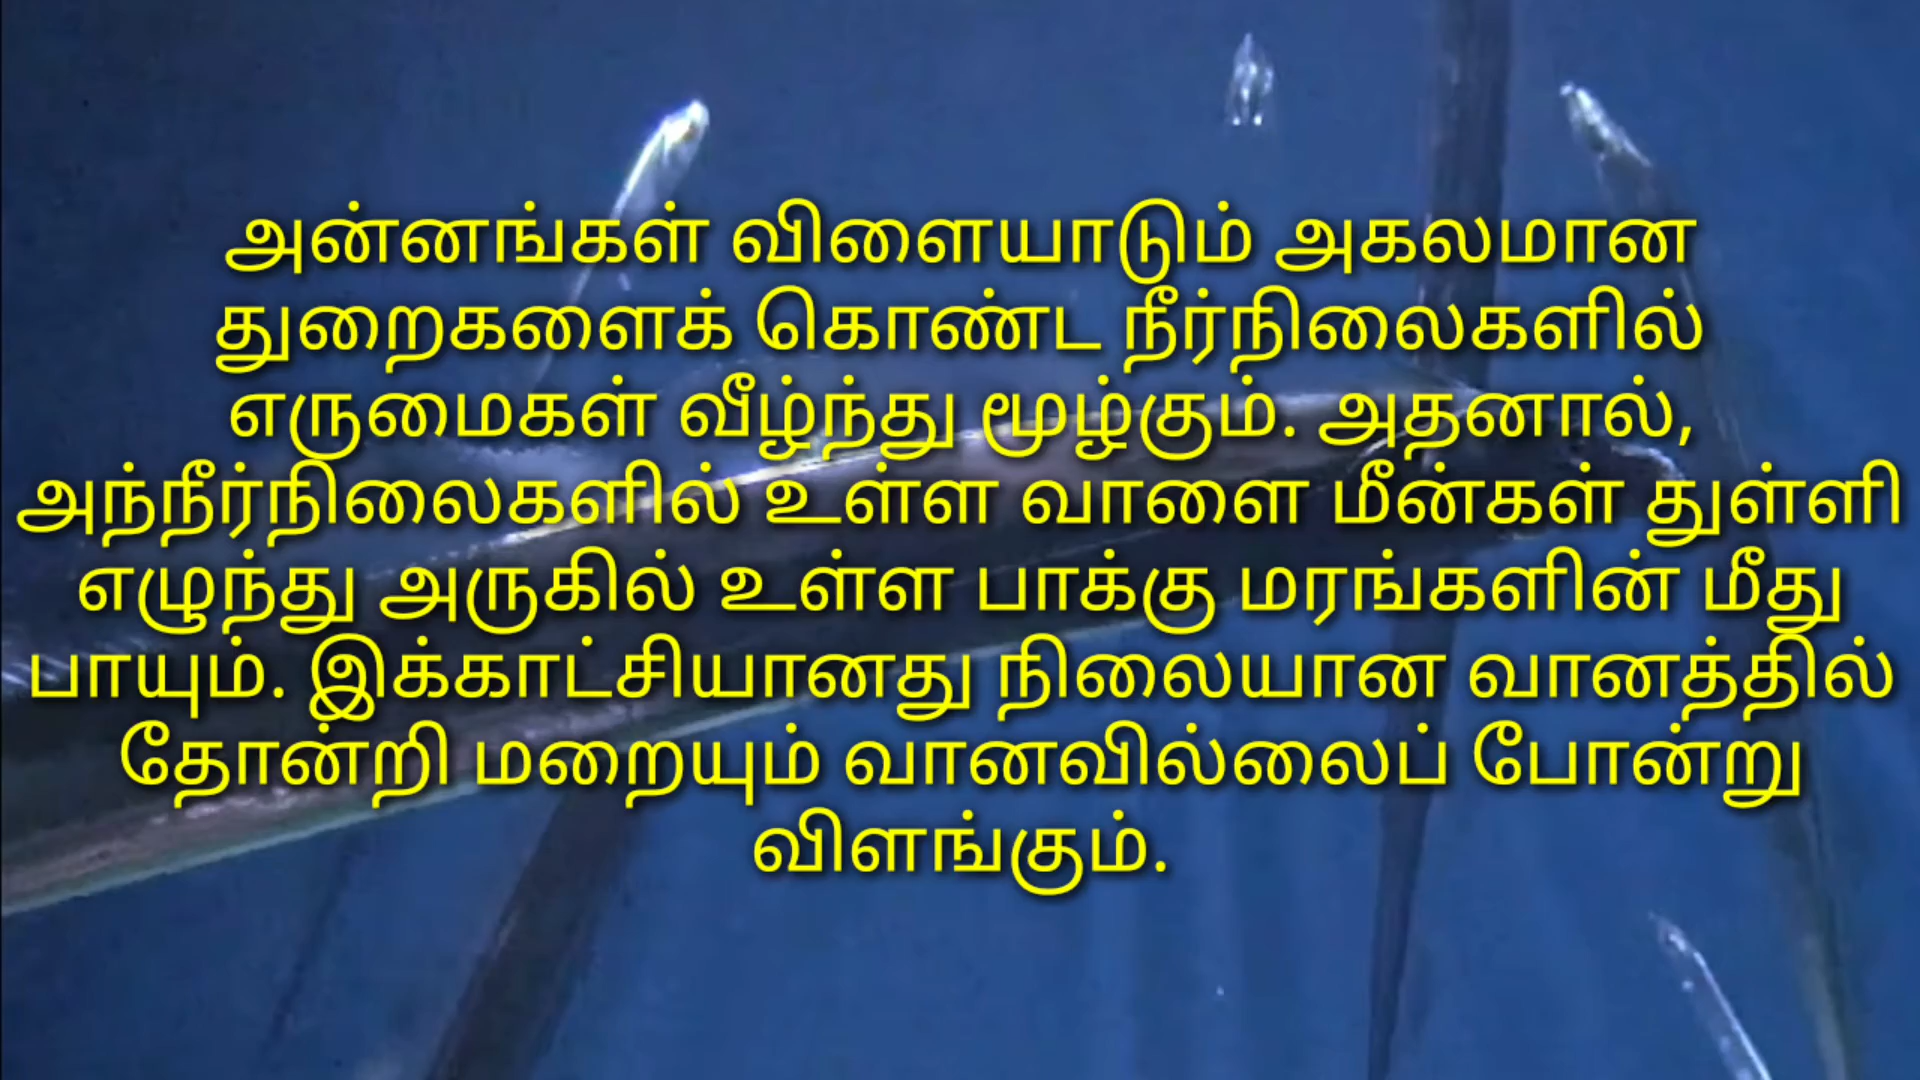 அன்னங்கள் விளையாடும் அகலமான
துறைகளைக் கொண்ட நீர்நிலைகளில்
எருமைகள் வீழ்ந்து மூழ்கும். அதனால்,
அந்நீர்நிலைகளில் உள்ள வாளை மீன்கள் துள்ளி
எழுந்து அருகில் உள்ள பாக்கு மரங்களின் மீது
பாயும். இக்காட்சியானது நிலையான வானத்தில்
தோன்றி மறையும் வானவில்லைப் போன்று
விளங்கும்.